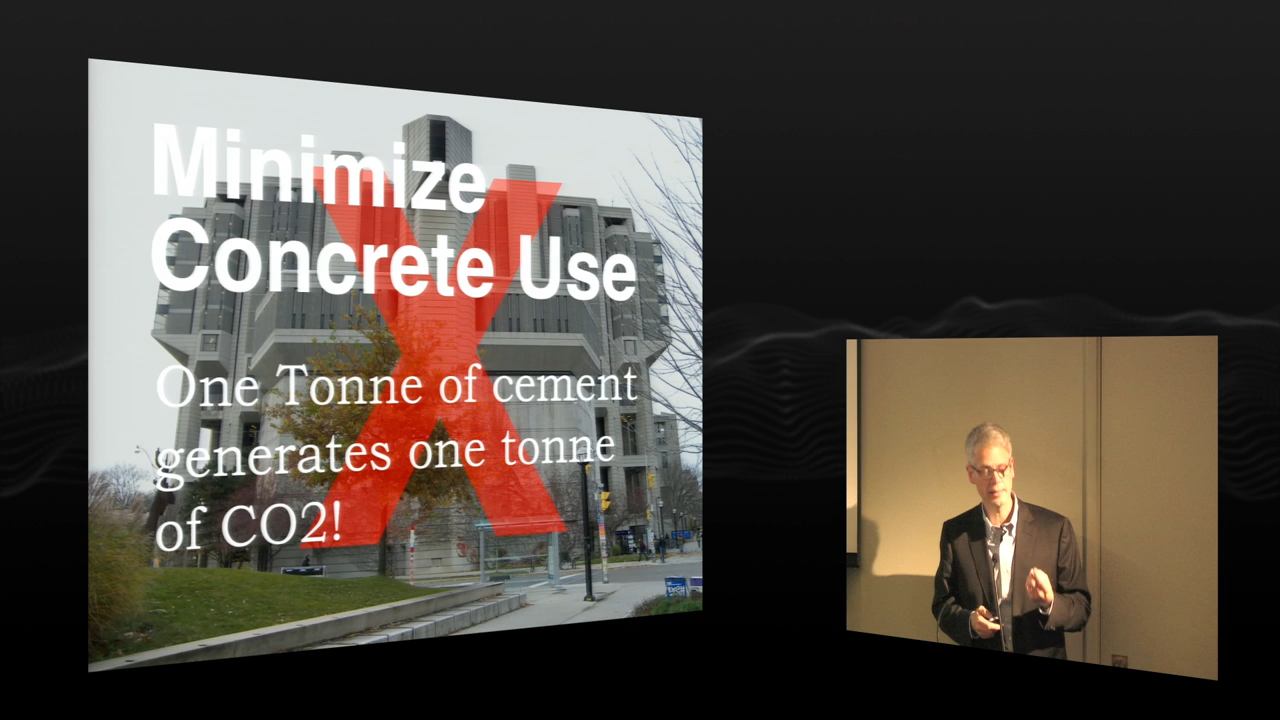 Minimize
Concrete Use
One Tonne of cement
generates one tonne
of CO2!